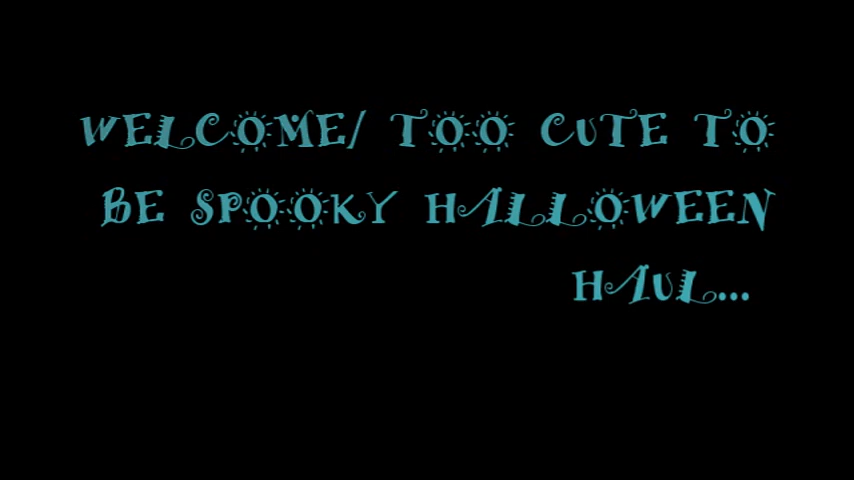 WELCOME/ TOO CUTE TO
BE SPOOKY HALLOWEEN
HAUL...